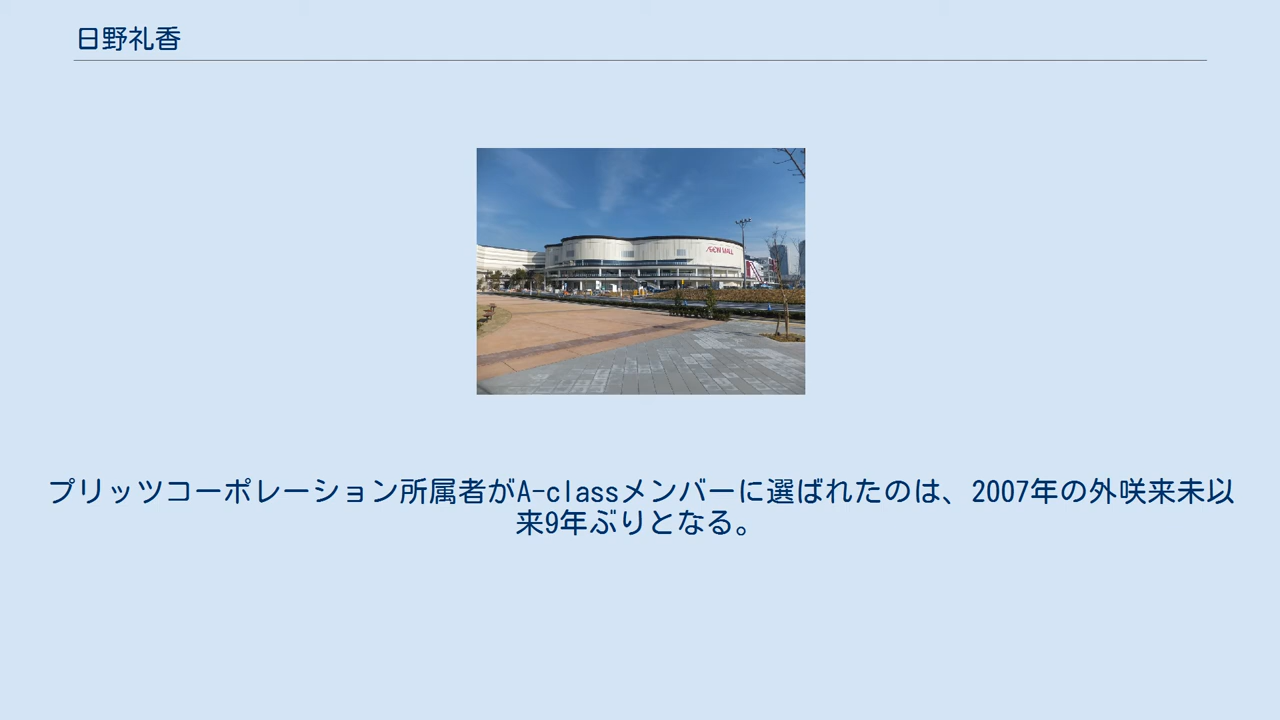 日野礼香
ÆON MALL
プリッツコーポレーション所属者がA-classメンバーに選ばれたのは、2007年の外咲来未以
来9年ぶりとなる。